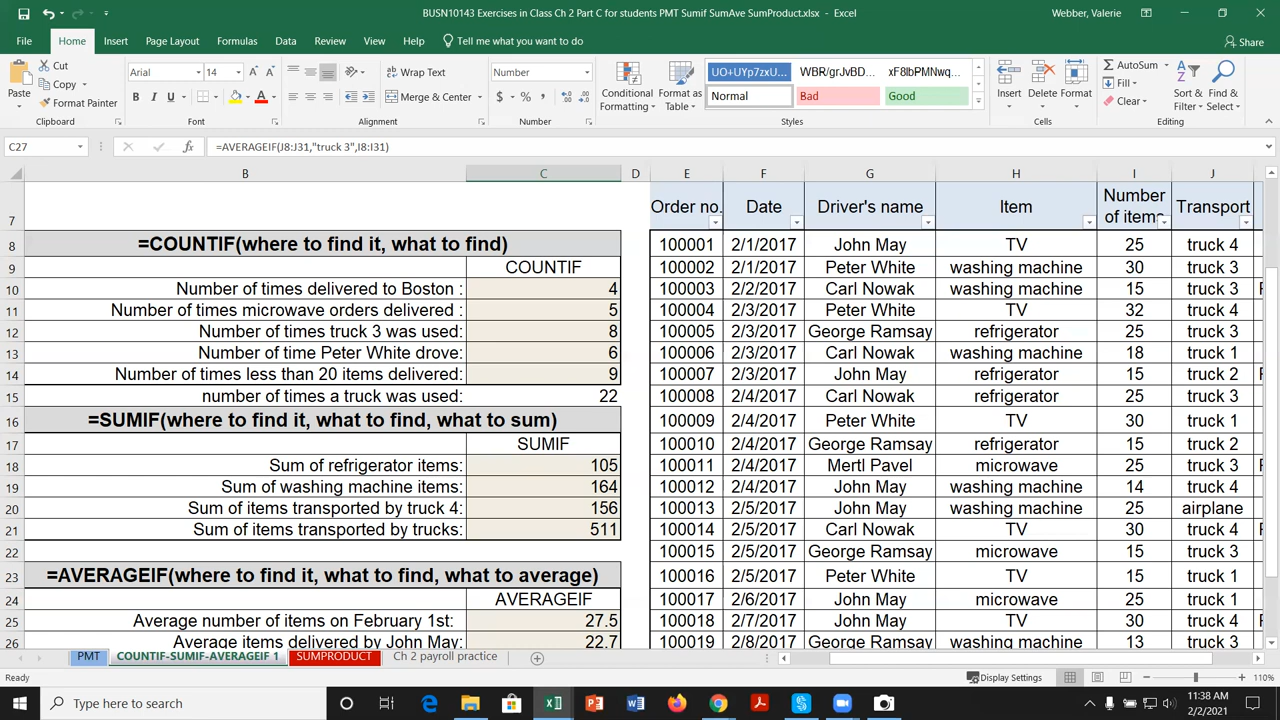 BUSN10143 Exercises in Class Ch 2 Part C for students PMT Sumif SumAve SumProduct.xlsx - Excel
Webber, Valerie
File Home Insert Page Layout Formulas Data Review View Help Tell me what you want to do Share
Paste
Cut
Copy
Format Painter
Clipboard
Arial 14
B I U
Font
Wrap Text
Merge & Center
Alignment
Number
Number
Conditional Formatting
Format as Table
UO+UYp7zxU... WBR/grJvBD... xF8lbPMNwq...
Normal Bad Good
Styles
Insert Delete Format
Cells
AutoSum
Fill
Clear
Sort & Filter
Find & Select
Editing
C27 =AVERAGEIF(J8:J31,"truck 3",I8:I31)
B C D E F G H I J
7 Order no. Date Driver's name Item Number of items Transport
8 =COUNTIF(where to find it, what to find) 100001 2/1/2017 John May TV 25 truck 4
9 COUNTIF 100002 2/1/2017 Peter White washing machine 30 truck 3
10 Number of times delivered to Boston : 4 100003 2/2/2017 Carl Nowak washing machine 15 truck 3
11 Number of times microwave orders delivered : 5 100004 2/3/2017 Peter White TV 32 truck 4
12 Number of times truck 3 was used: 8 100005 2/3/2017 George Ramsay refrigerator 25 truck 3
13 Number of time Peter White drove: 6 100006 2/3/2017 Carl Nowak washing machine 18 truck 1
14 Number of times less than 20 items delivered: 9 100007 2/3/2017 John May refrigerator 15 truck 2
15 number of times a truck was used: 22 100008 2/4/2017 Carl Nowak refrigerator 25 truck 3
16 =SUMIF(where to find it, what to find, what to sum) 100009 2/4/2017 Peter White TV 30 truck 1
17 SUMIF 100010 2/4/2017 George Ramsay refrigerator 15 truck 2
18 Sum of refrigerator items: 105 100011 2/4/2017 Mertl Pavel microwave 25 truck 3
19 Sum of washing machine items: 164 100012 2/4/2017 John May washing machine 14 truck 4
20 Sum of items transported by truck 4: 156 100013 2/5/2017 John May washing machine 25 airplane
21 Sum of items transported by trucks: 511 100014 2/5/2017 Carl Nowak TV 30 truck 4
22 100015 2/5/2017 George Ramsay microwave 15 truck 3
23 =AVERAGEIF(where to find it, what to find, what to average) 100016 2/5/2017 Peter White TV 15 truck 1
24 AVERAGEIF 100017 2/6/2017 John May microwave 25 truck 1
25 Average number of items on February 1st: 27.5 100018 2/7/2017 John May TV 30 truck 4
26 Average items delivered by John May: 22.7 100019 2/8/2017 George Ramsay washing machine 13 truck 3
PMT COUNTIF-SUMIF-AVERAGEIF 1 SUMPRODUCT Ch 2 payroll practice
Ready Display Settings 110%
Type here to search
11:38 AM
2/2/2021